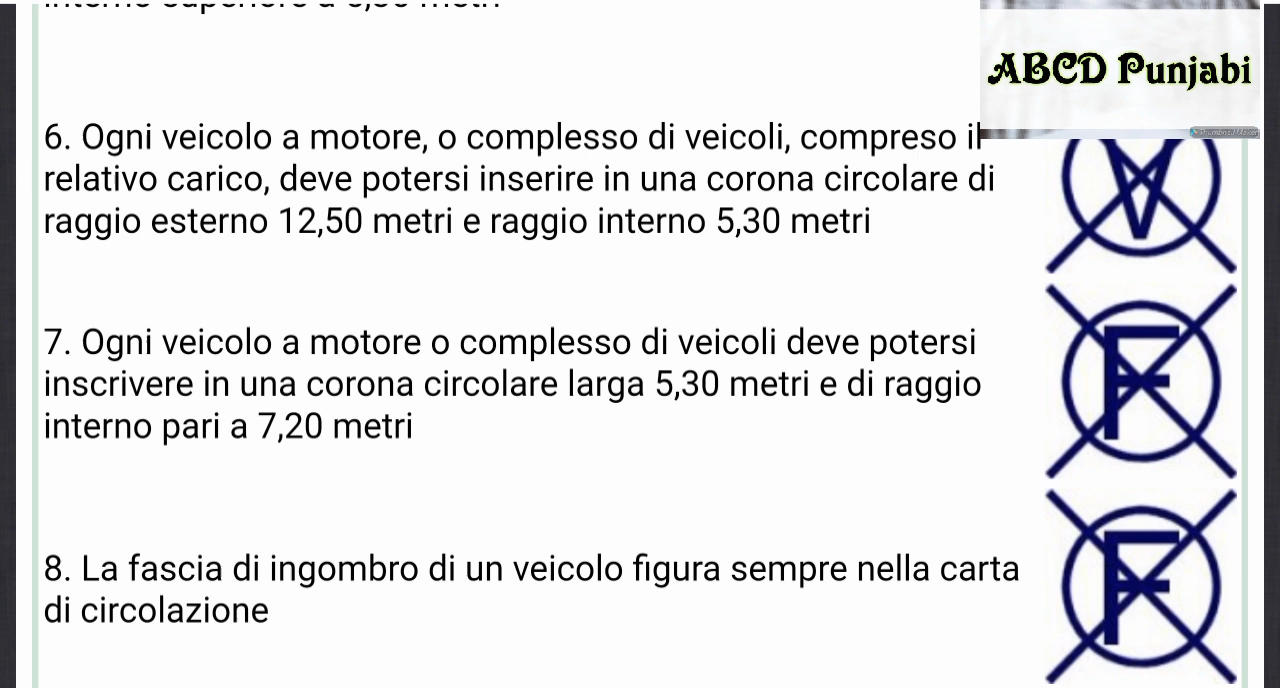 ABCD Punjabi
6. Ogni veicolo a motore, o complesso di veicoli, compreso il
relativo carico, deve potersi inserire in una corona circolare di
raggio esterno 12,50 metri e raggio interno 5,30 metri
V
7. Ogni veicolo a motore o complesso di veicoli deve potersi
inscrivere in una corona circolare larga 5,30 metri e di raggio
interno pari a 7,20 metri
F
8. La fascia di ingombro di un veicolo figura sempre nella carta
di circolazione
F